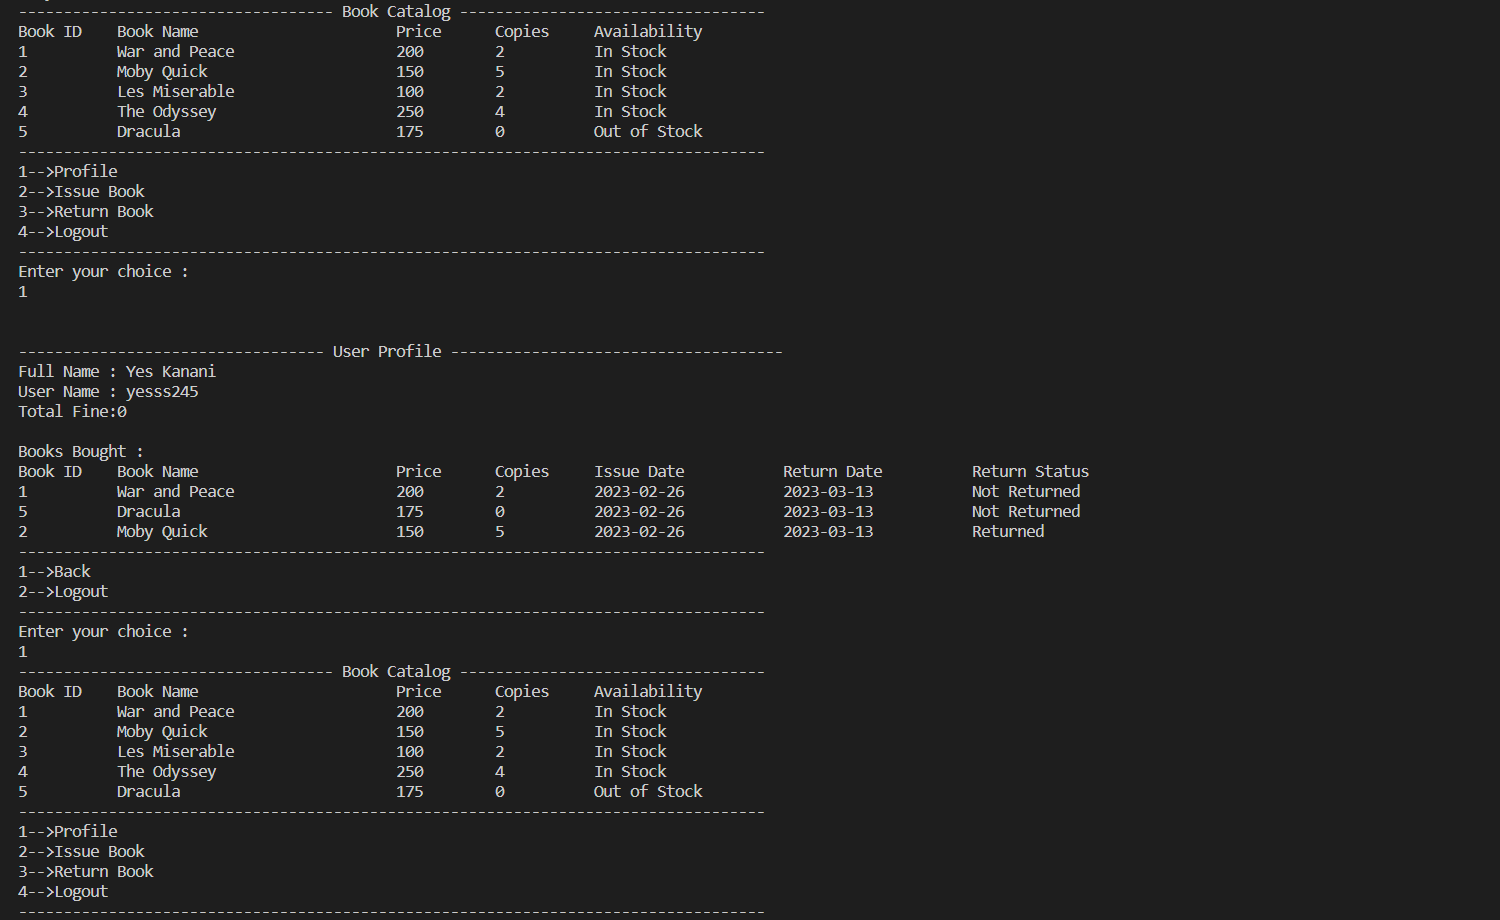 ----------------------------------- Book Catalog ----------------------------------
Book ID    Book Name                      Price      Copies     Availability
1          War and Peace                  200        2          In Stock
2          Moby Quick                     150        5          In Stock
3          Les Miserable                  100        2          In Stock
4          The Odyssey                    250        4          In Stock
5          Dracula                        175        0          Out of Stock
-----------------------------------------------------------------------------------
1-->Profile
2-->Issue Book
3-->Return Book
4-->Logout
-----------------------------------------------------------------------------------
Enter your choice :
1
---------------------------------- User Profile -------------------------------------
Full Name : Yes Kanani
User Name : yesss245
Total Fine:0
Books Bought :
Book ID    Book Name                      Price      Copies     Issue Date           Return Date          Return Status
1          War and Peace                  200        2          2023-02-26           2023-03-13           Not Returned
5          Dracula                        175        0          2023-02-26           2023-03-13           Not Returned
2          Moby Quick                     150        5          2023-02-26           2023-03-13           Returned
-----------------------------------------------------------------------------------
1-->Back
2-->Logout
-----------------------------------------------------------------------------------
Enter your choice :
1
----------------------------------- Book Catalog ----------------------------------
Book ID    Book Name                      Price      Copies     Availability
1          War and Peace                  200        2          In Stock
2          Moby Quick                     150        5          In Stock
3          Les Miserable                  100        2          In Stock
4          The Odyssey                    250        4          In Stock
5          Dracula                        175        0          Out of Stock
-----------------------------------------------------------------------------------
1-->Profile
2-->Issue Book
3-->Return Book
4-->Logout
-----------------------------------------------------------------------------------